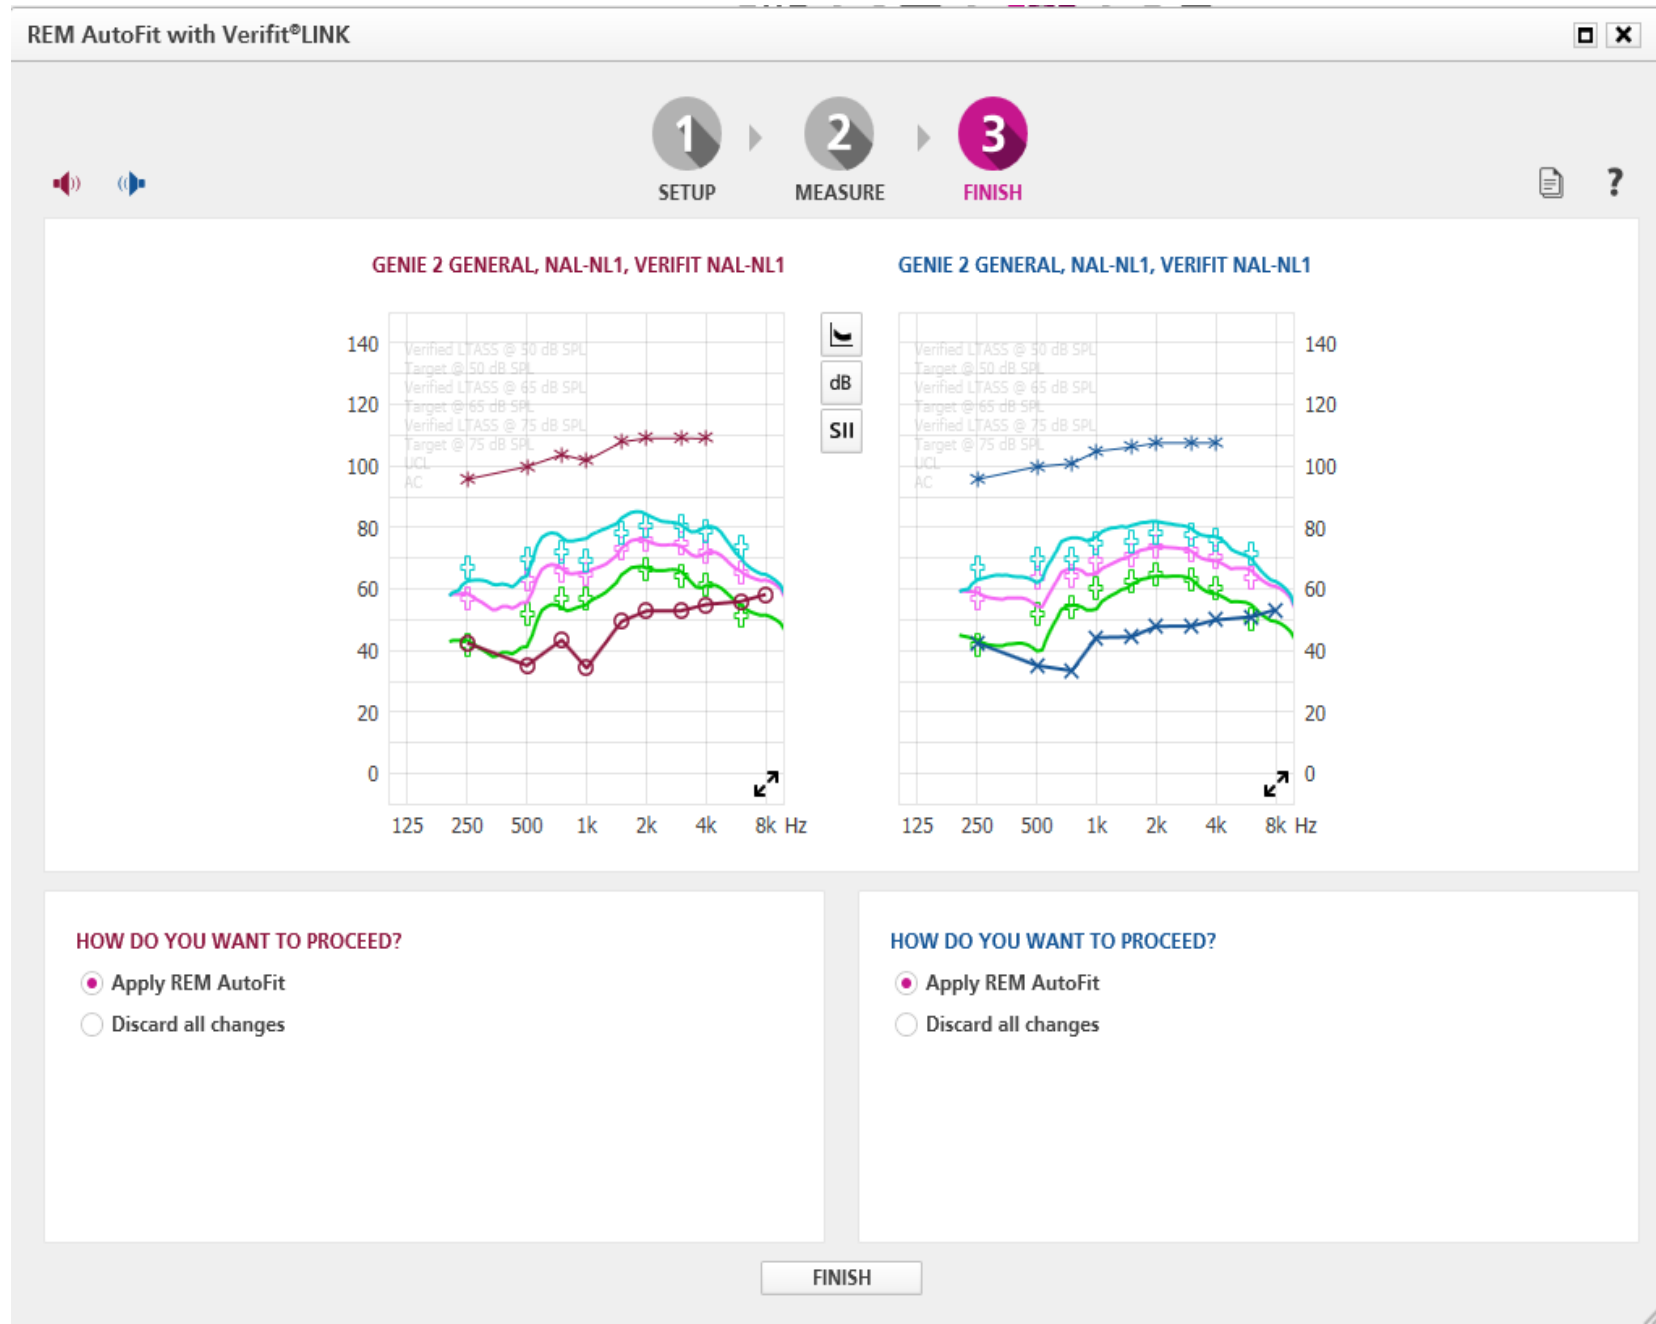 REM AutoFit with Verifit®LINK
1
2
3
SETUP
MEASURE
FINISH
?
GENIE 2 GENERAL, NAL-NL1, VERIFIT NAL-NL1
GENIE 2 GENERAL, NAL-NL1, VERIFIT NAL-NL1
140
120
100
80
60
40
20
0
Verified LTASS @ 50 dB SPL
Target @ 50 dB SPL
Verified LTASS @ 65 dB SPL
Target @ 65 dB SPL
Verified LTASS @ 75 dB SPL
Target @ 75 dB SPL
UCL
AC
125 250 500 1k 2k 4k 8k Hz
dB
SII
Verified LTASS @ 50 dB SPL
Target @ 50 dB SPL
Verified LTASS @ 65 dB SPL
Target @ 65 dB SPL
Verified LTASS @ 75 dB SPL
Target @ 75 dB SPL
UCL
AC
140
120
100
80
60
40
20
0
125 250 500 1k 2k 4k 8k Hz
HOW DO YOU WANT TO PROCEED?
Apply REM AutoFit
Discard all changes
HOW DO YOU WANT TO PROCEED?
Apply REM AutoFit
Discard all changes
FINISH